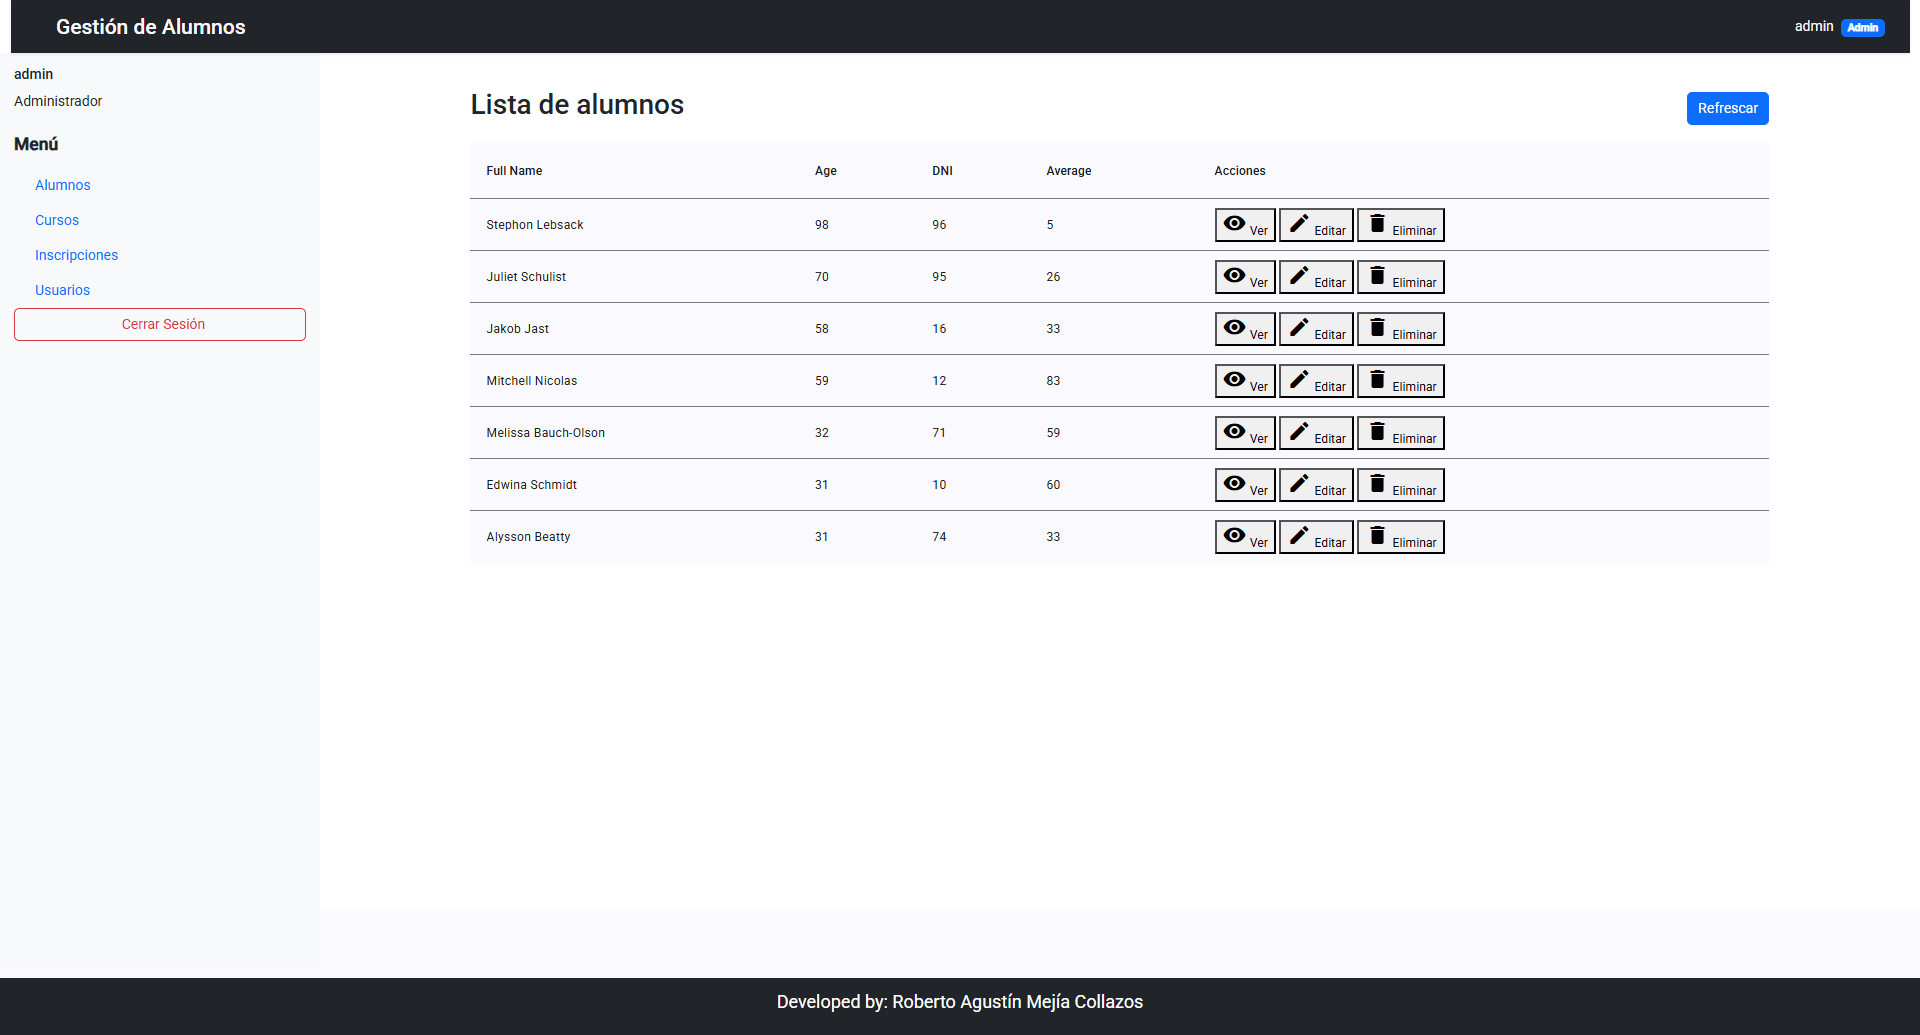 Gestión de Alumnos
admin Admin
admin
Administrador
Menú
Alumnos
Cursos
Inscripciones
Usuarios
Cerrar Sesión
Lista de alumnos
Refrescar
Full Name Age DNI Average Acciones
Stephon Lebsack 98 96 5 Ver Editar Eliminar
Juliet Schulist 70 95 26 Ver Editar Eliminar
Jakob Jast 58 16 33 Ver Editar Eliminar
Mitchell Nicolas 59 12 83 Ver Editar Eliminar
Melissa Bauch-Olson 32 71 59 Ver Editar Eliminar
Edwina Schmidt 31 10 60 Ver Editar Eliminar
Alysson Beatty 31 74 33 Ver Editar Eliminar
Developed by: Roberto Agustín Mejía Collazos